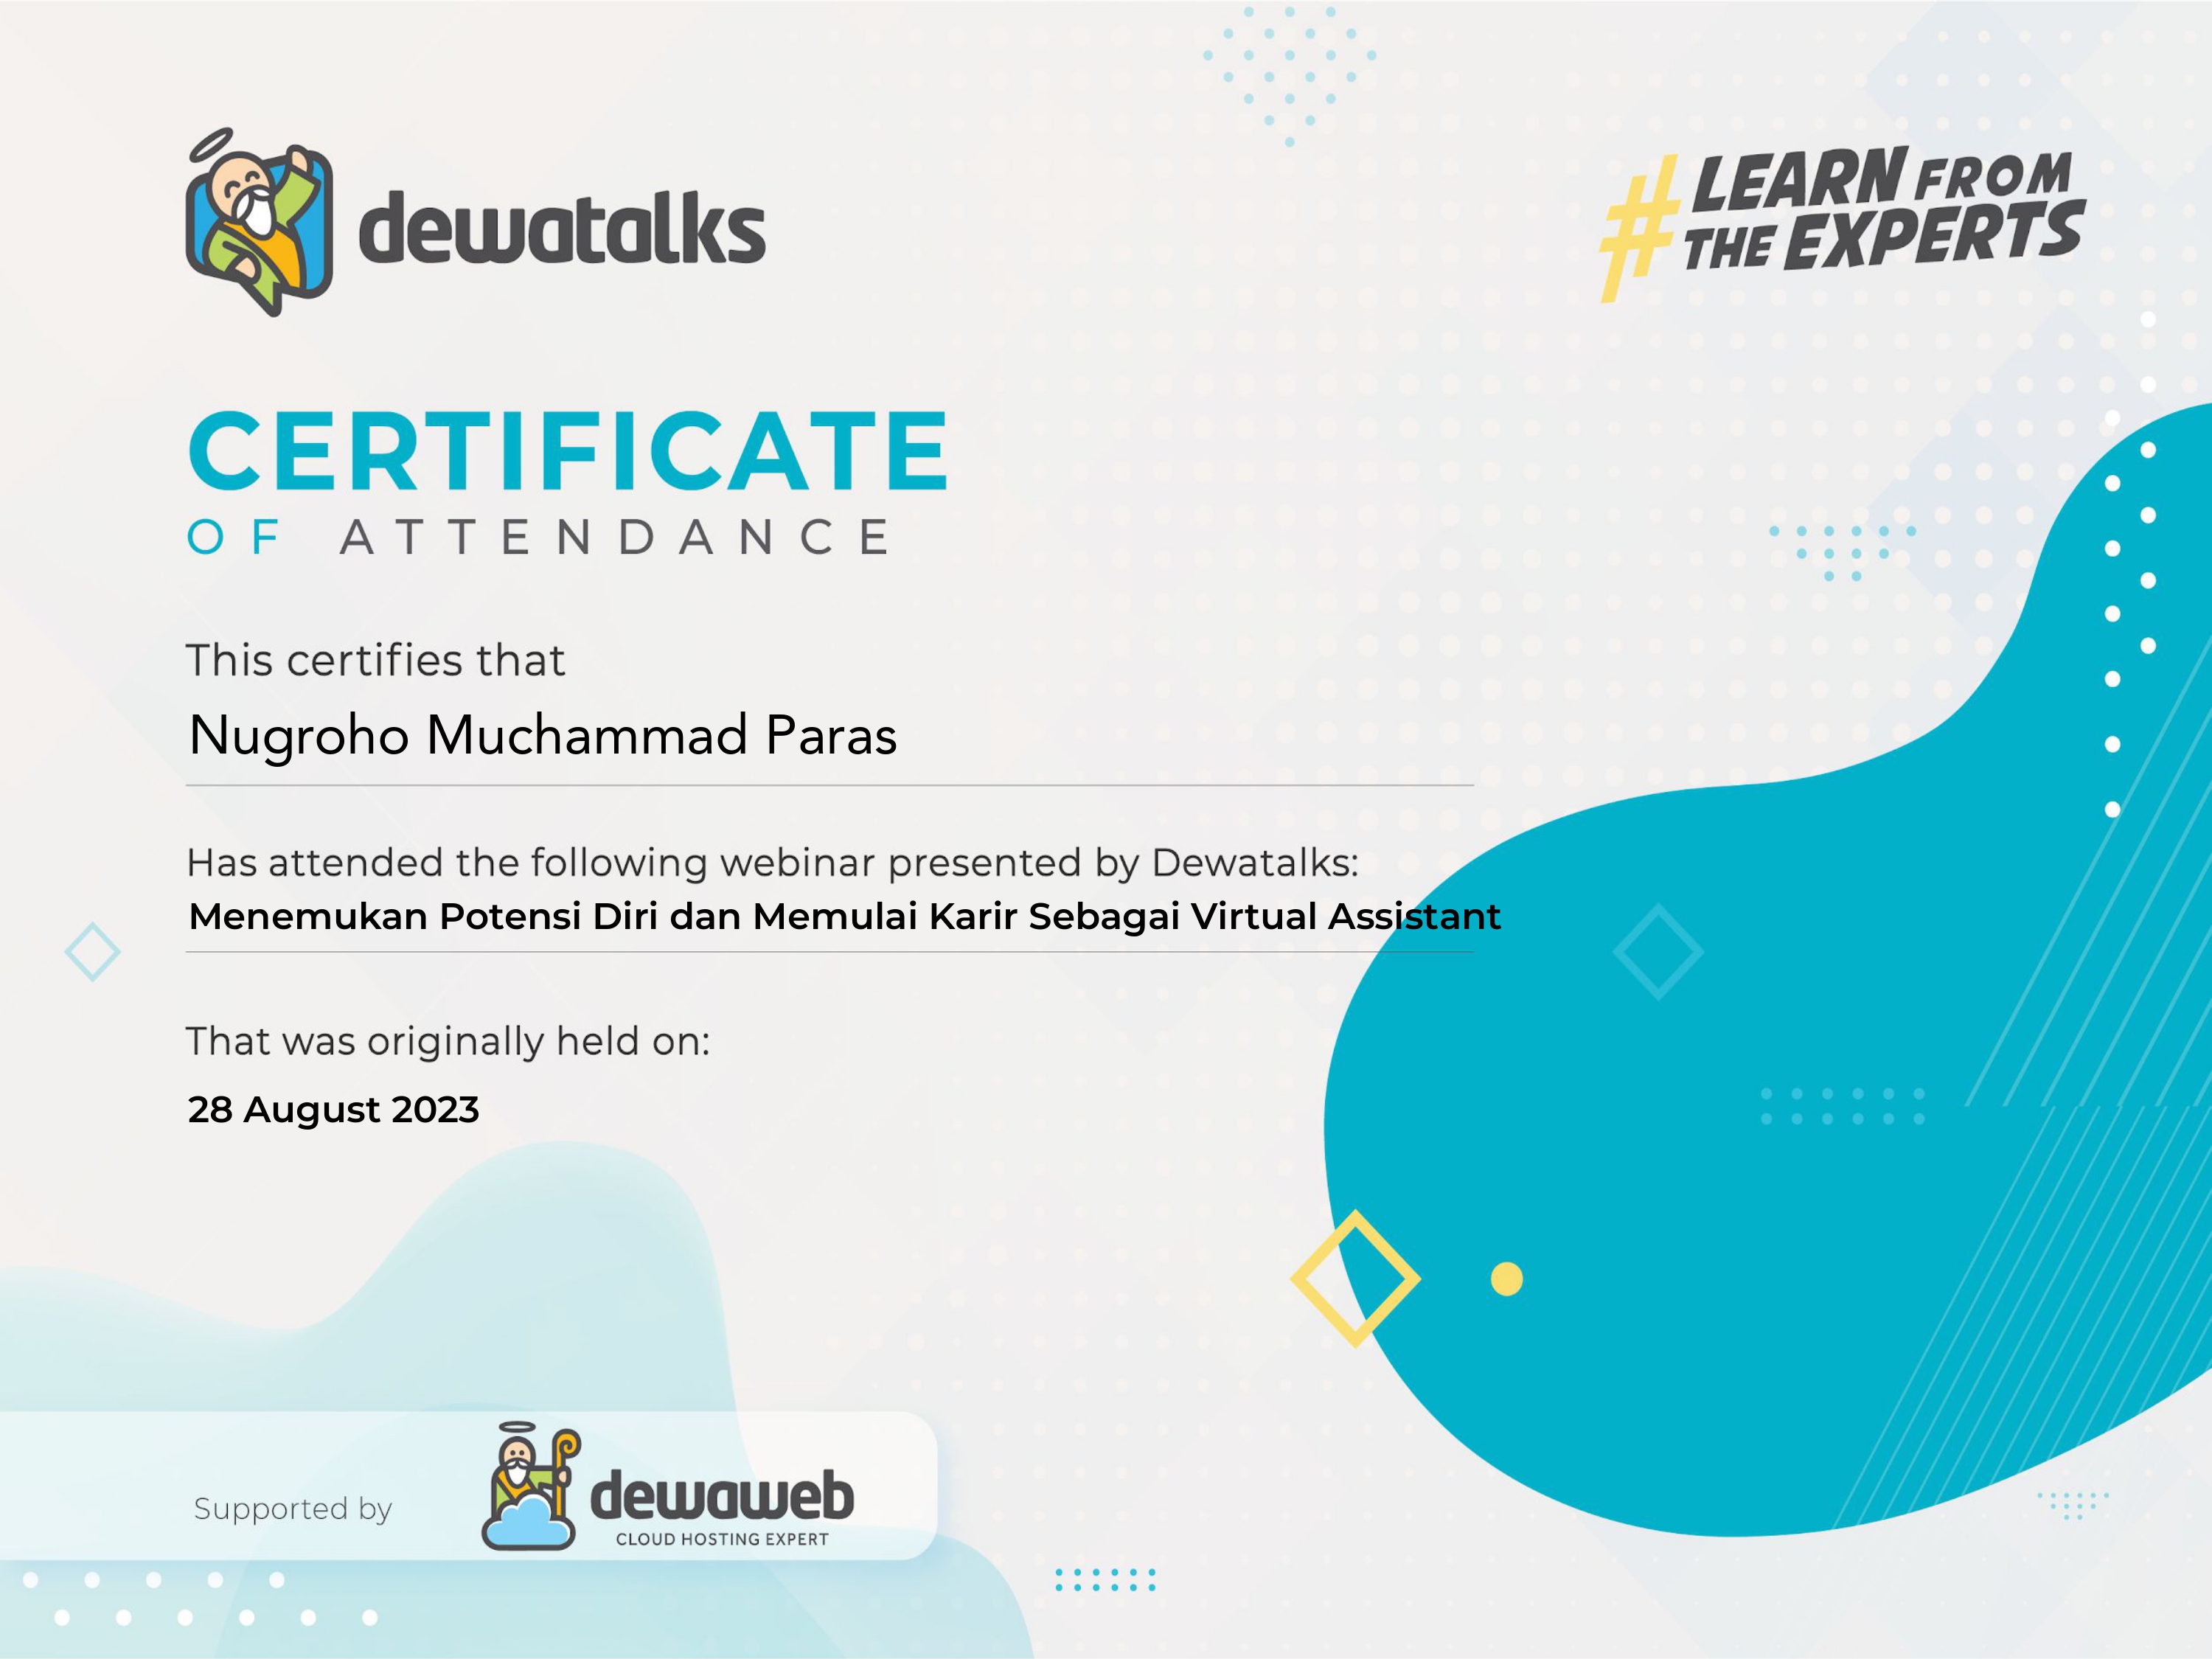 dewatalks
#LEARN FROM
THE EXPERTS
CERTIFICATE
OF ATTENDANCE
This certifies that
Nugroho Muchammad Paras
Has attended the following webinar presented by Dewatalks:
Menemukan Potensi Diri dan Memulai Karir Sebagai Virtual Assistant
That was originally held on:
28 August 2023
Supported by
dewaweb
CLOUD HOSTING EXPERT